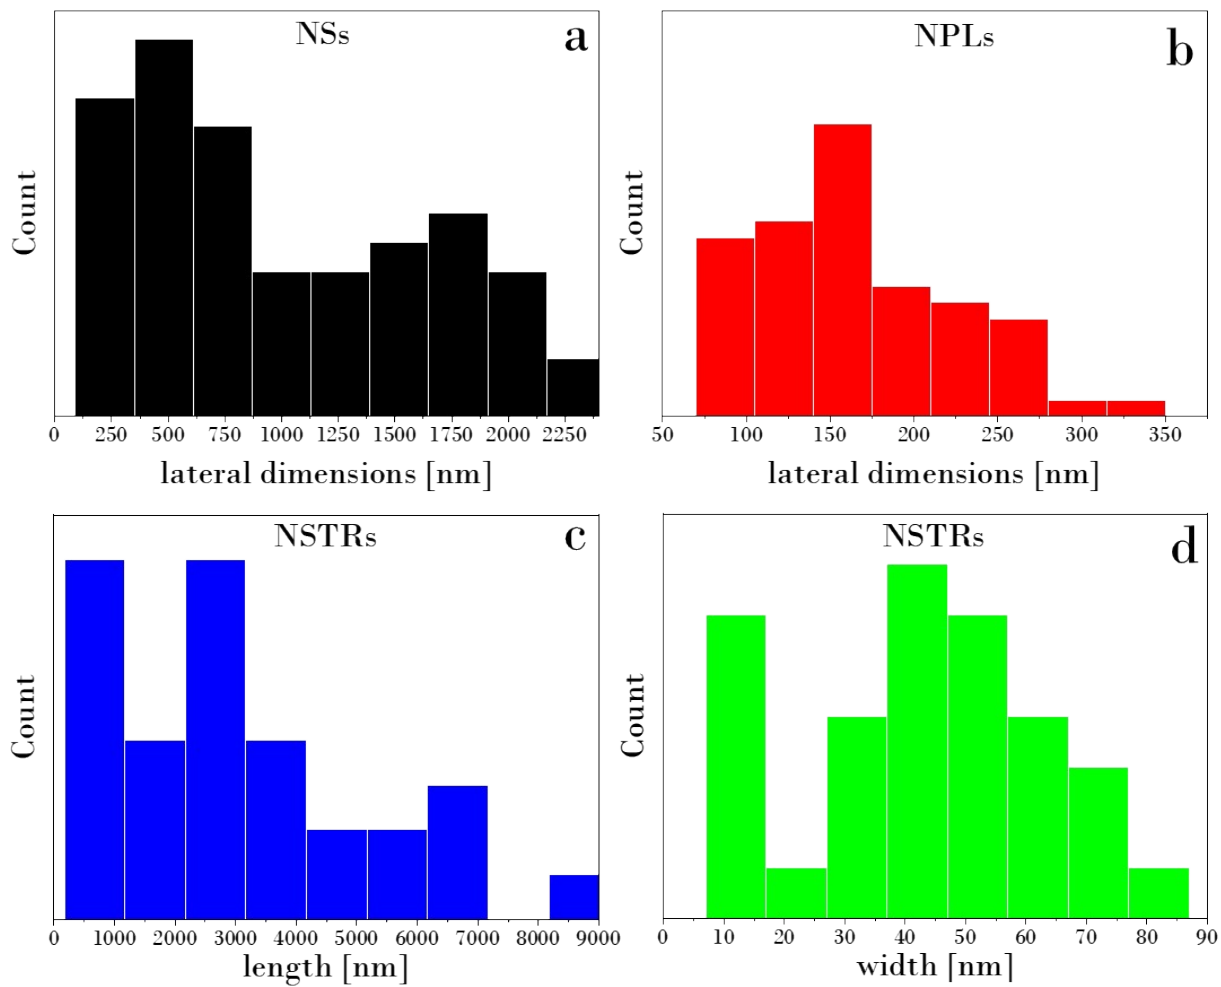 NSs
a
Count
0 250 500 750 1000 1250 1500 1750 2000 2250
lateral dimensions [nm]
NPLs
b
Count
50 100 150 200 250 300 350
lateral dimensions [nm]
NSTRs
c
Count
0 1000 2000 3000 4000 5000 6000 7000 8000 9000
length [nm]
NSTRs
d
Count
0 10 20 30 40 50 60 70 80 90
width [nm]